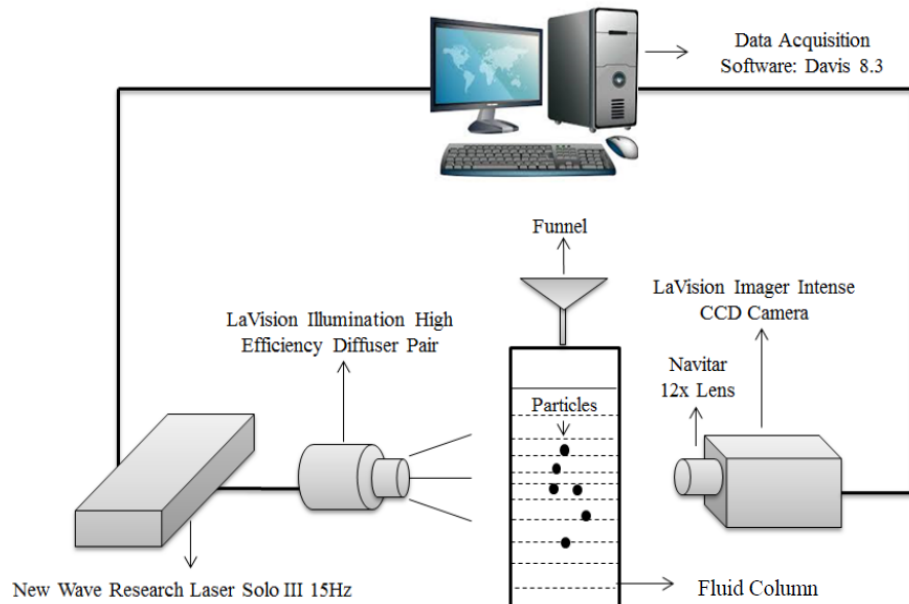 Data Acquisition
Software: Davis 8.3
Funnel
LaVision Imager Intense
CCD Camera
LaVision Illumination High
Efficiency Diffuser Pair
Navitar
12x Lens
Particles
New Wave Research Laser Solo III 15Hz
Fluid Column